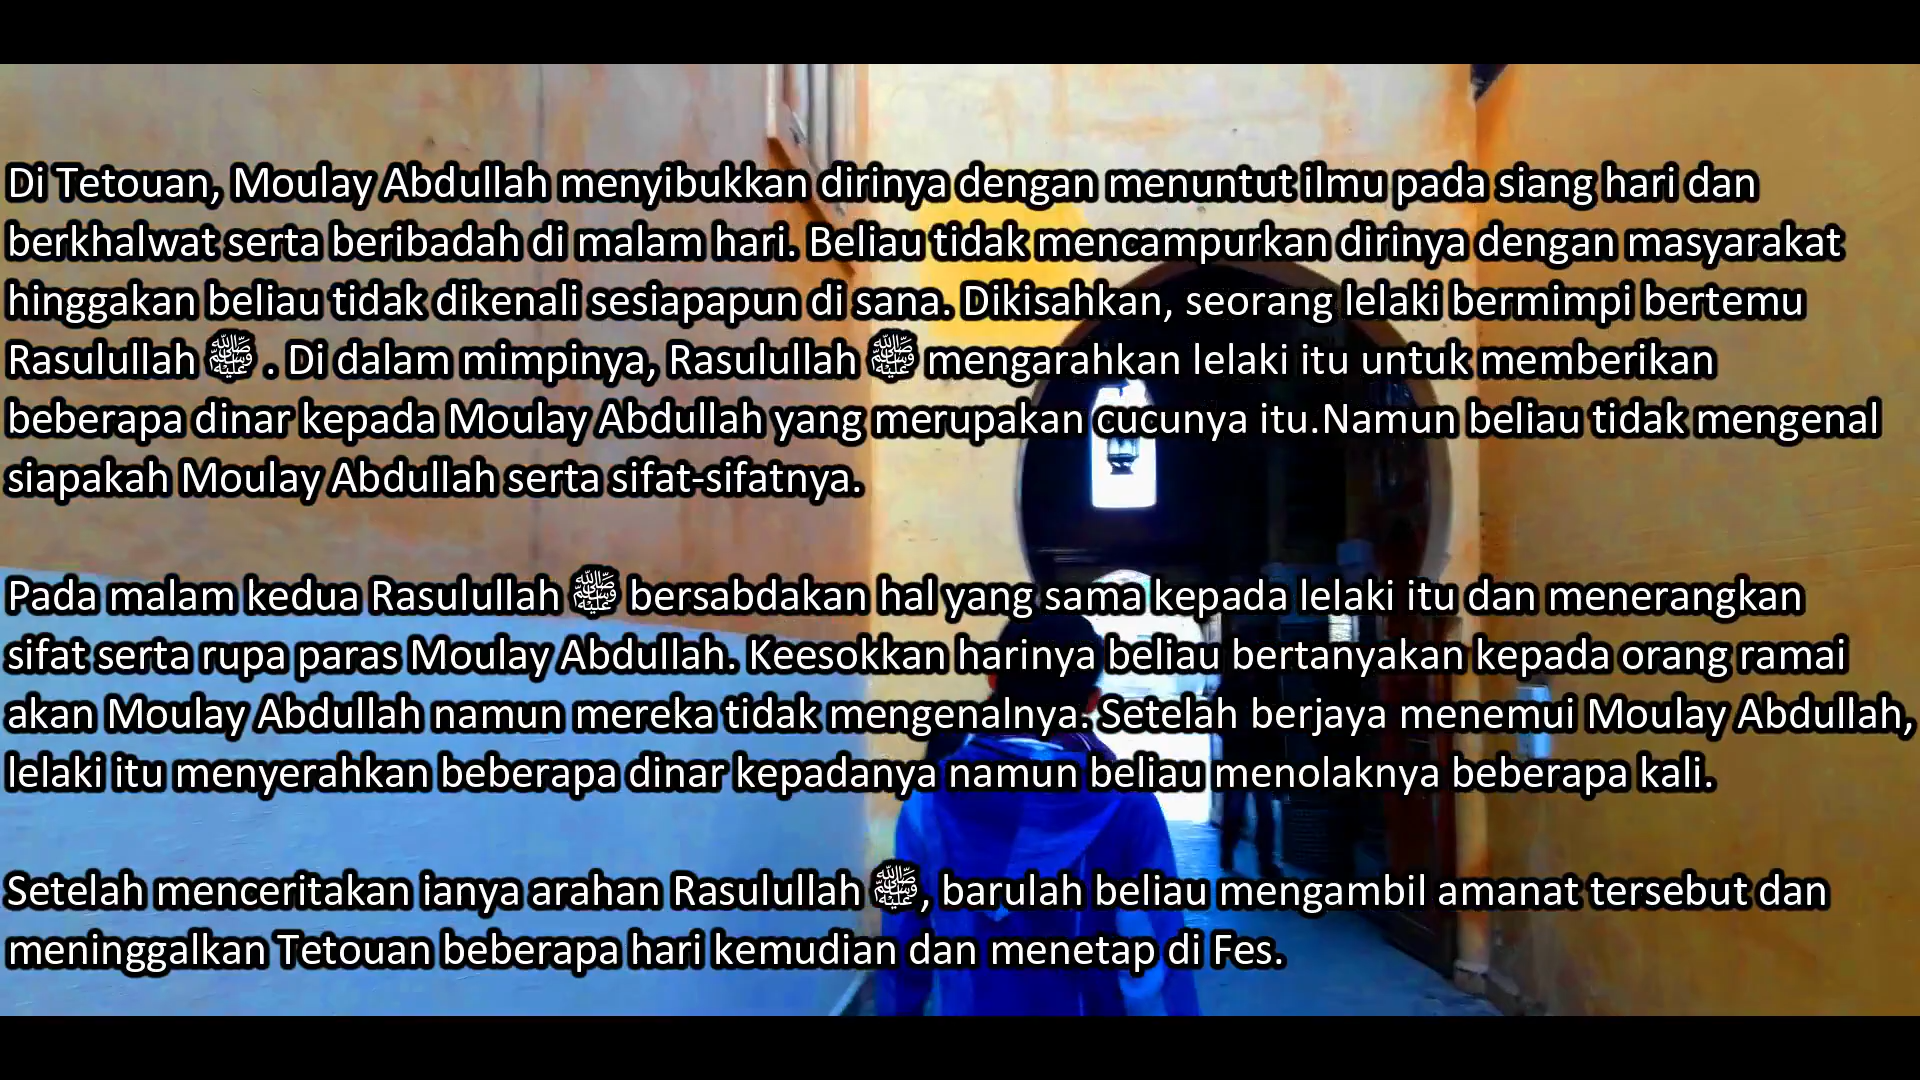 Di Tetouan, Moulay Abdullah menyibukkan dirinya dengan menuntut ilmu pada siang hari dan
berkhalwat serta beribadah di malam hari. Beliau tidak mencampurkan dirinya dengan masyarakat
hinggakan beliau tidak dikenali sesiapapun di sana. Dikisahkan, seorang lelaki bermimpi bertemu
Rasulullah ﷺ . Di dalam mimpinya, Rasulullah ﷺ mengarahkan lelaki itu untuk memberikan
beberapa dinar kepada Moulay Abdullah yang merupakan cucunya itu.Namun beliau tidak mengenal
siapakah Moulay Abdullah serta sifat-sifatnya.
Pada malam kedua Rasulullah ﷺ bersabdakan hal yang sama kepada lelaki itu dan menerangkan
sifat serta rupa paras Moulay Abdullah. Keesokkan harinya beliau bertanyakan kepada orang ramai
akan Moulay Abdullah namun mereka tidak mengenalnya. Setelah berjaya menemui Moulay Abdullah,
lelaki itu menyerahkan beberapa dinar kepadanya namun beliau menolaknya beberapa kali.
Setelah menceritakan ianya arahan Rasulullah ﷺ, barulah beliau mengambil amanat tersebut dan
meninggalkan Tetouan beberapa hari kemudian dan menetap di Fes.